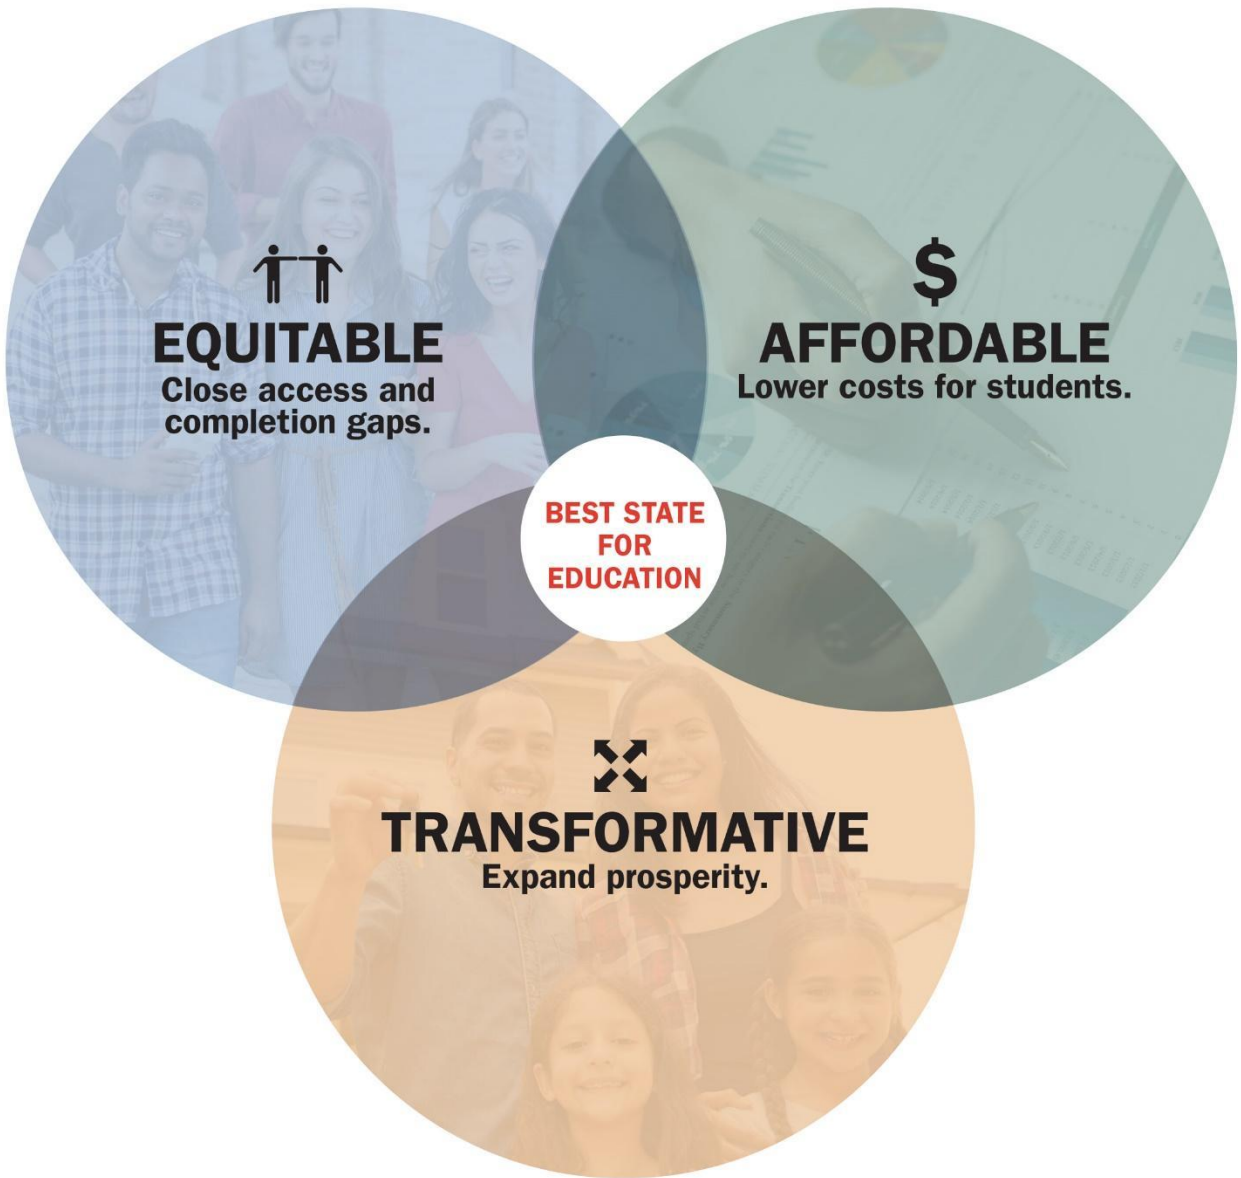 $
EQUITABLE
Close access and
completion gaps.
AFFORDABLE
Lower costs for students.
BEST STATE
FOR
EDUCATION
TRANSFORMATIVE
Expand prosperity.